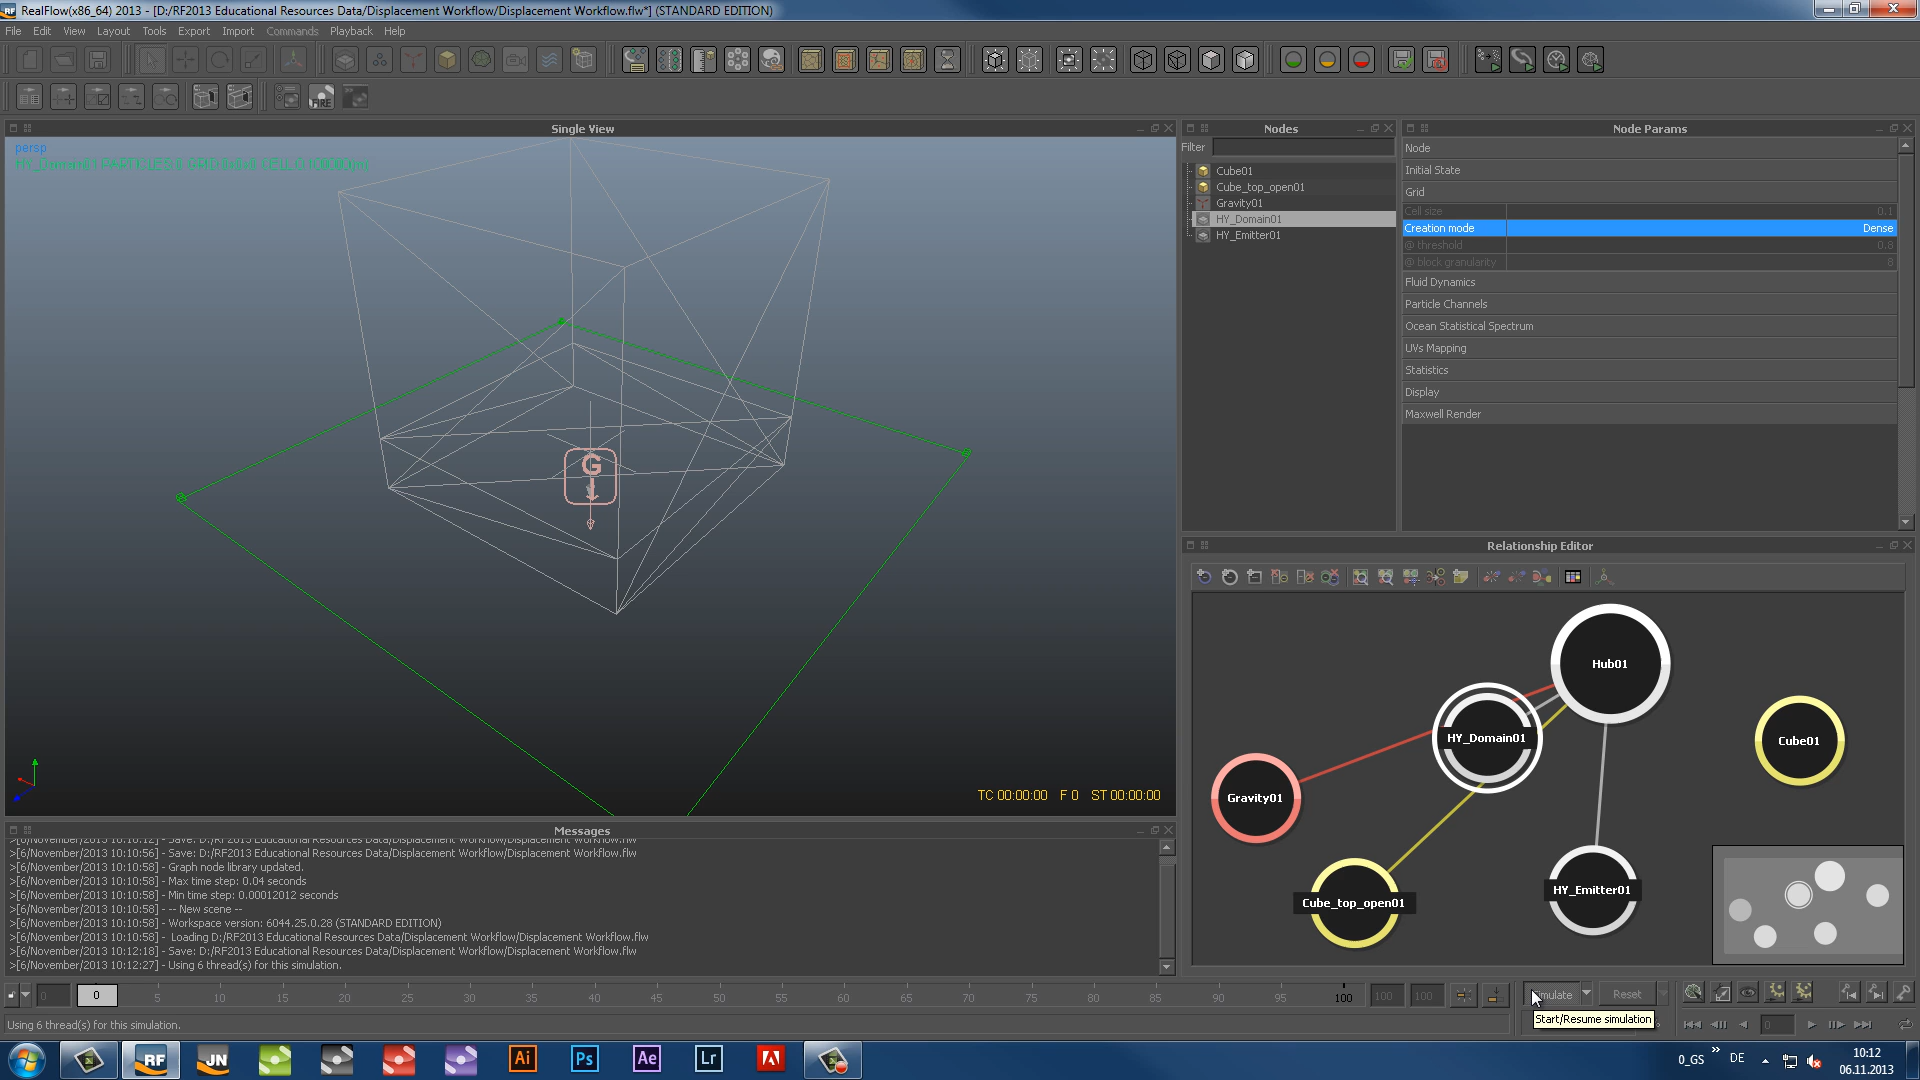 RealFlow(x86_64) 2013 - [D:/RF2013 Educational Resources Data/Displacement Workflow/Displacement Workflow.flw*] (STANDARD EDITION)
File Edit View Layout Tools Export Import Commands Playback Help
FIRE
Single View
persp
TC 00:00:00 F 0 ST 00:00:00
G
Nodes
Filter
Cube01
Cube_top_open01
Gravity01
HY_Domain01
HY_Emitter01
Node Params
Node
Initial State
Grid
Cell size 0.1
Creation mode Dense
@ threshold 0.8
@ block granularity 8
Fluid Dynamics
Particle Channels
Ocean Statistical Spectrum
UVs Mapping
Statistics
Display
Maxwell Render
Relationship Editor
Hub01
HY_Domain01
Cube01
Gravity01
HY_Emitter01
Cube_top_open01
Messages
>[6/November/2013 10:10:12] - Save: D:/RF2013 Educational Resources Data/Displacement Workflow/Displacement Workflow.flw
>[6/November/2013 10:10:56] - Save: D:/RF2013 Educational Resources Data/Displacement Workflow/Displacement Workflow.flw
>[6/November/2013 10:10:58] - Graph node library updated.
>[6/November/2013 10:10:58] - Max time step: 0.04 seconds
>[6/November/2013 10:10:58] - Min time step: 0.00012012 seconds
>[6/November/2013 10:10:58] - -- New scene --
>[6/November/2013 10:10:58] - Workspace version: 6044.25.0.28 (STANDARD EDITION)
>[6/November/2013 10:10:58] - Loading D:/RF2013 Educational Resources Data/Displacement Workflow/Displacement Workflow.flw
>[6/November/2013 10:12:18] - Save: D:/RF2013 Educational Resources Data/Displacement Workflow/Displacement Workflow.flw
>[6/November/2013 10:12:27] - Using 6 thread(s) for this simulation.
0 0 5 10 15 20 25 30 35 40 45 50 55 60 65 70 75 80 85 90 95 100 100 100
Simulate Reset
Start/Resume simulation
Using 6 thread(s) for this simulation.
0
RF JN Ai Ps Ae Lr
0_GS » DE
10:12
06.11.2013